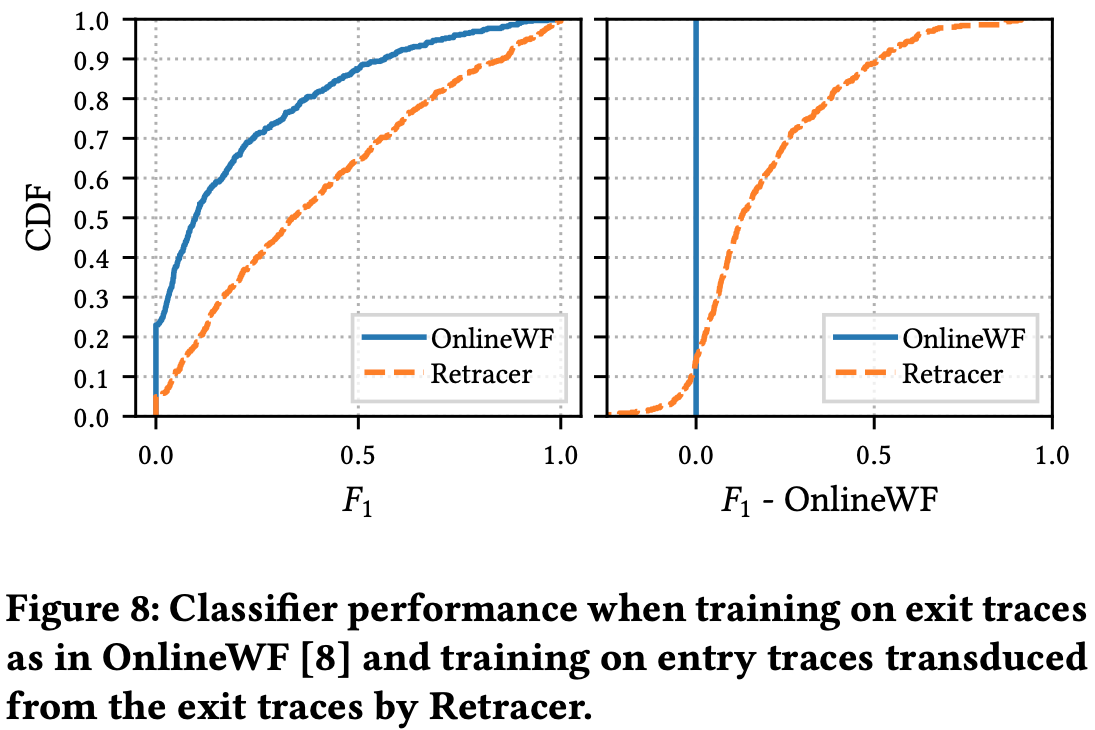 1.0
0.9
0.8
0.7
0.6
0.5
0.4
0.3
0.2
0.1
0.0
CDF
OnlineWF
Retracer
0.0 0.5 1.0
F1
OnlineWF
Retracer
0.0 0.5 1.0
F1 - OnlineWF
Figure 8: Classifier performance when training on exit traces
as in OnlineWF [8] and training on entry traces transduced
from the exit traces by Retracer.